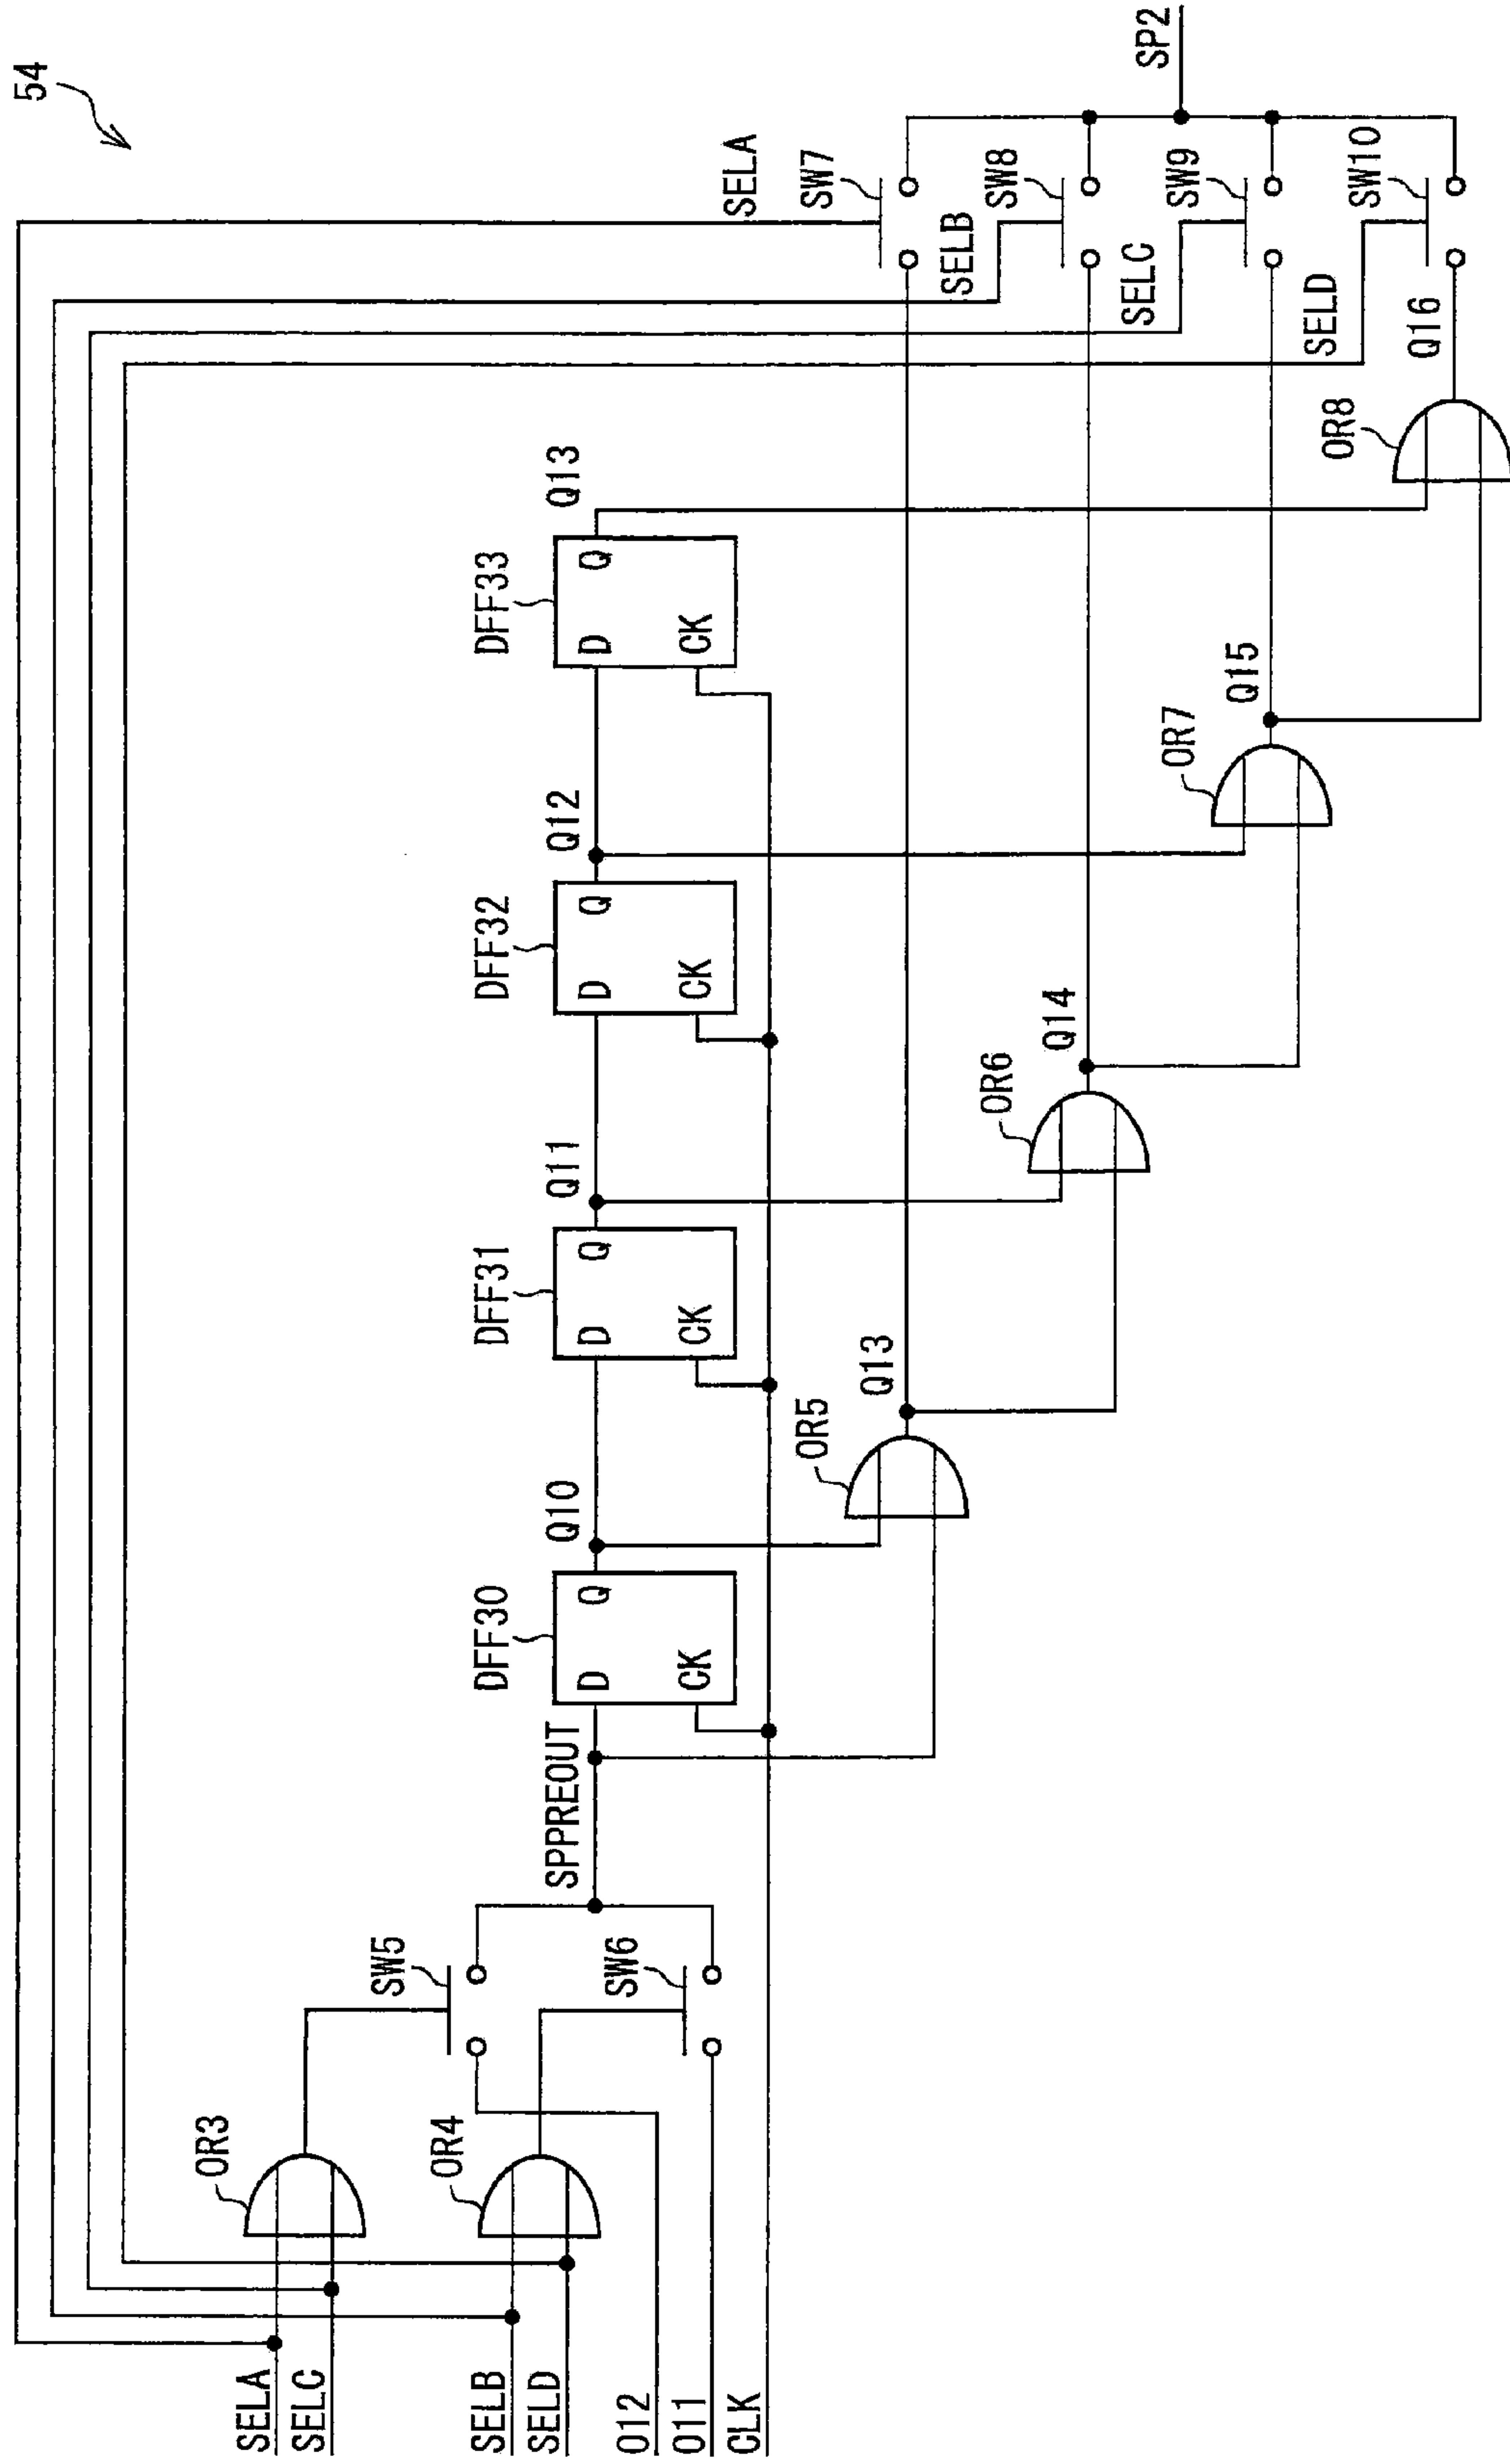 54
SELA
SELC
SELB
SELD
O12
O11
CLK
OR3
OR4
SW5
SW6
SPPREOUT
DFF30
D
Q
CK
Q10
DFF31
D
Q
CK
Q11
DFF32
D
Q
CK
Q12
DFF33
D
Q
CK
Q13
OR5
Q13
OR6
Q14
OR7
Q15
OR8
Q16
SELA
SW7
SELB
SW8
SELC
SW9
SELD
SW10
SP2